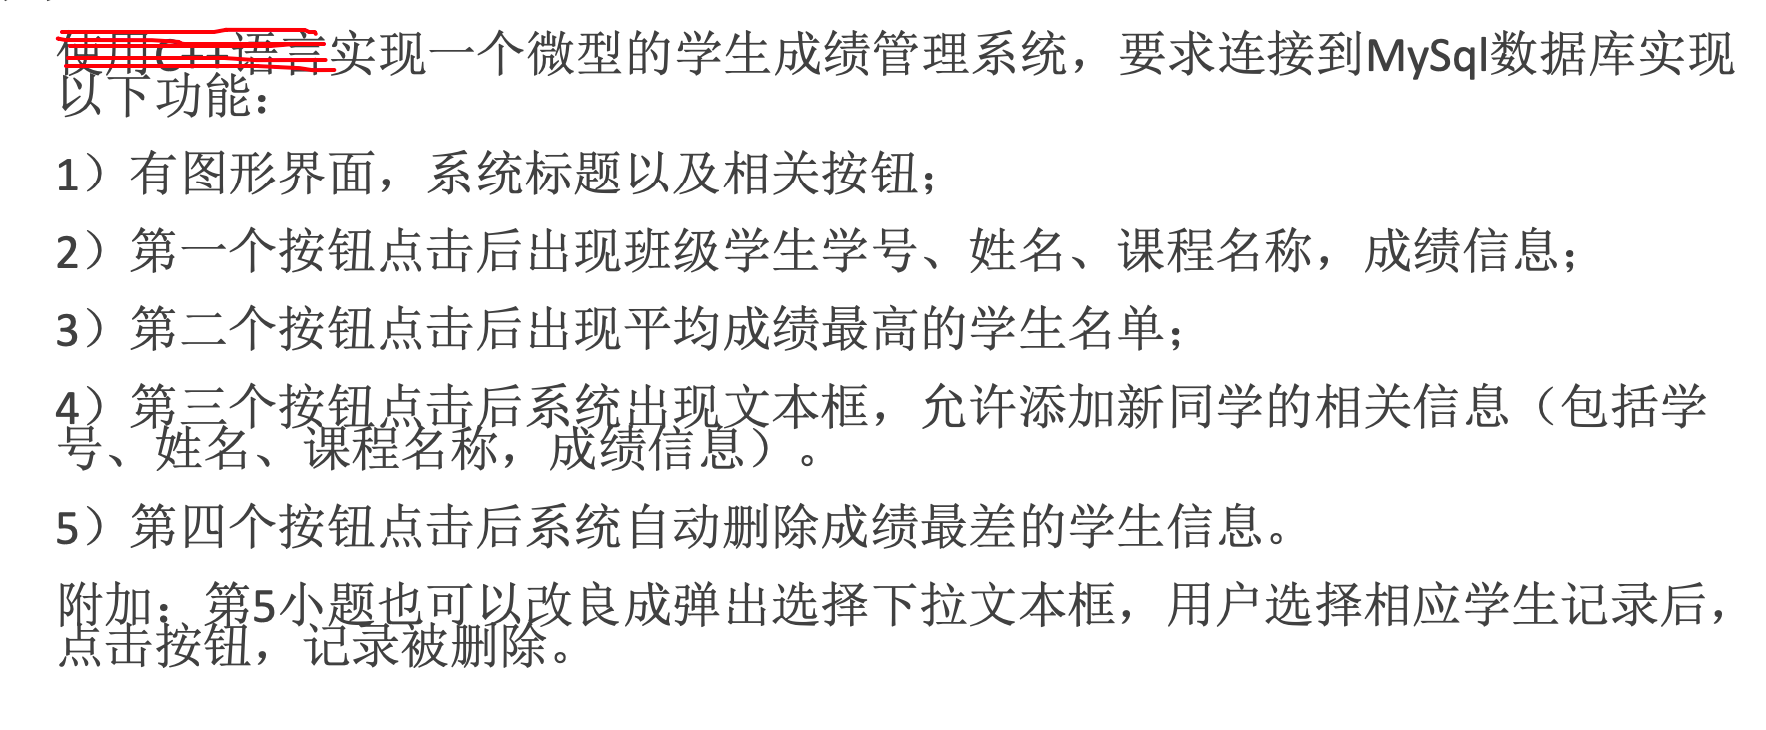 使用C++语言实现一个微型的学生成绩管理系统，要求连接到MySql数据库实现
以下功能：
1）有图形界面，系统标题以及相关按钮；
2）第一个按钮点击后出现班级学生学号、姓名、课程名称，成绩信息；
3）第二个按钮点击后出现平均成绩最高的学生名单；
4）第三个按钮点击后系统出现文本框，允许添加新同学的相关信息（包括学
号、姓名、课程名称，成绩信息）。
5）第四个按钮点击后系统自动删除成绩最差的学生信息。
附加：第5小题也可以改良成弹出选择下拉文本框，用户选择相应学生记录后，
点击按钮，记录被删除。